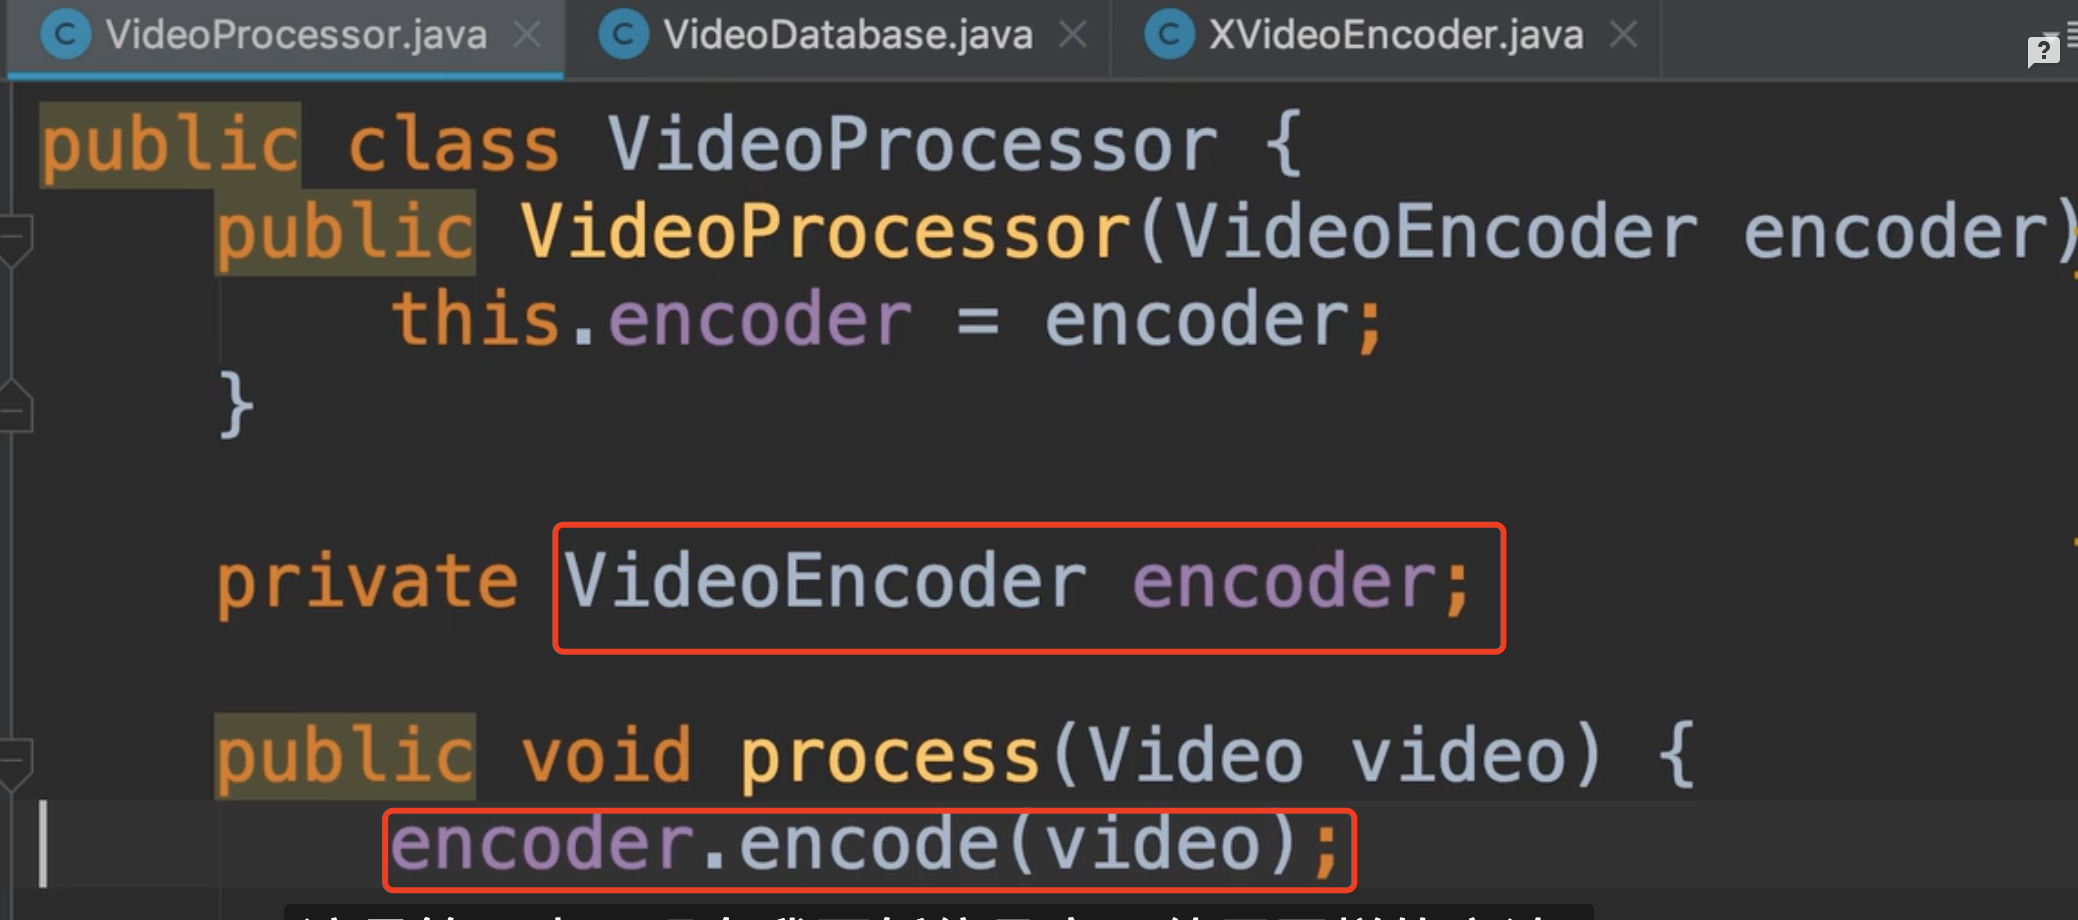 VideoProcessor.java VideoDatabase.java XVideoEncoder.java
?
public class VideoProcessor {
public VideoProcessor(VideoEncoder encoder)
this.encoder = encoder;
}
private VideoEncoder encoder;
public void process(Video video) {
encoder.encode(video);